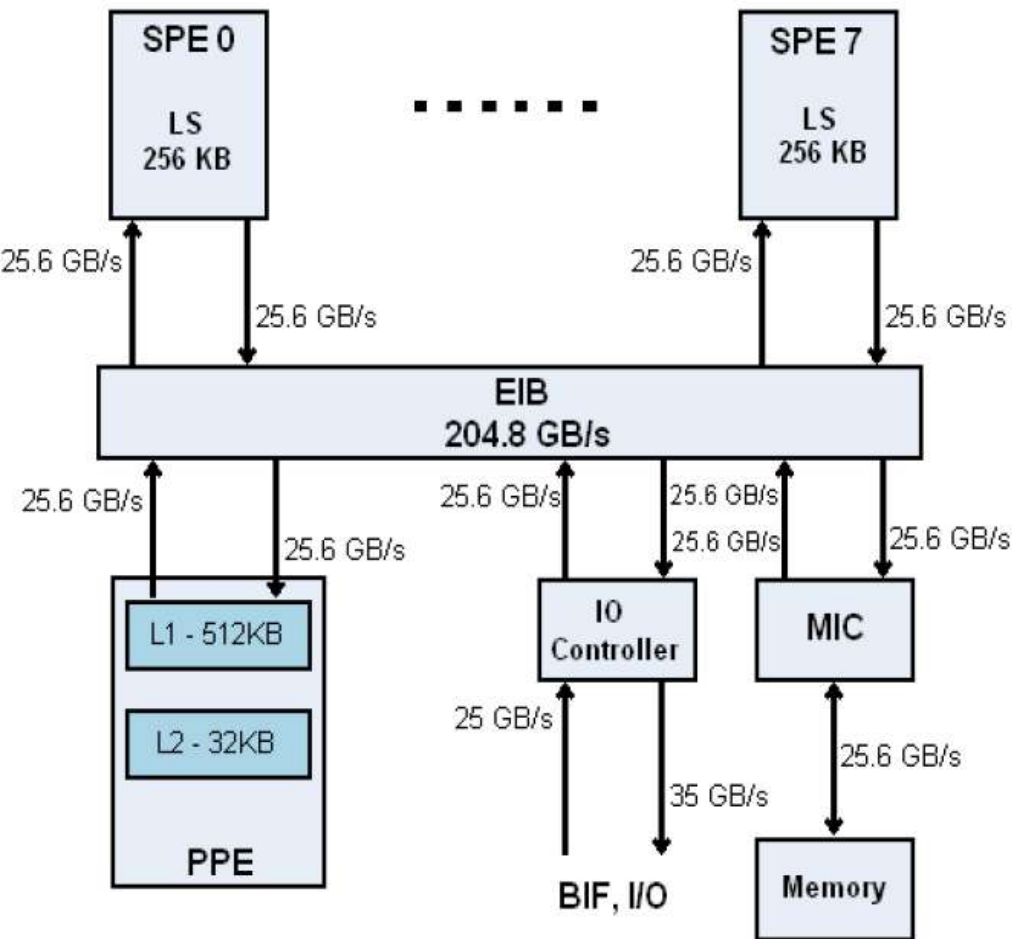 SPE 0
LS
256 KB
SPE 7
LS
256 KB
25.6 GB/s
25.6 GB/s
25.6 GB/s
25.6 GB/s
EIB
204.8 GB/s
25.6 GB/s
25.6 GB/s
25.6 GB/s
25.6 GB/s
25.6 GB/s
25.6 GB/s
L1 - 512KB
L2 - 32KB
PPE
IO
Controller
MIC
25 GB/s
35 GB/s
25.6 GB/s
BIF, I/O
Memory